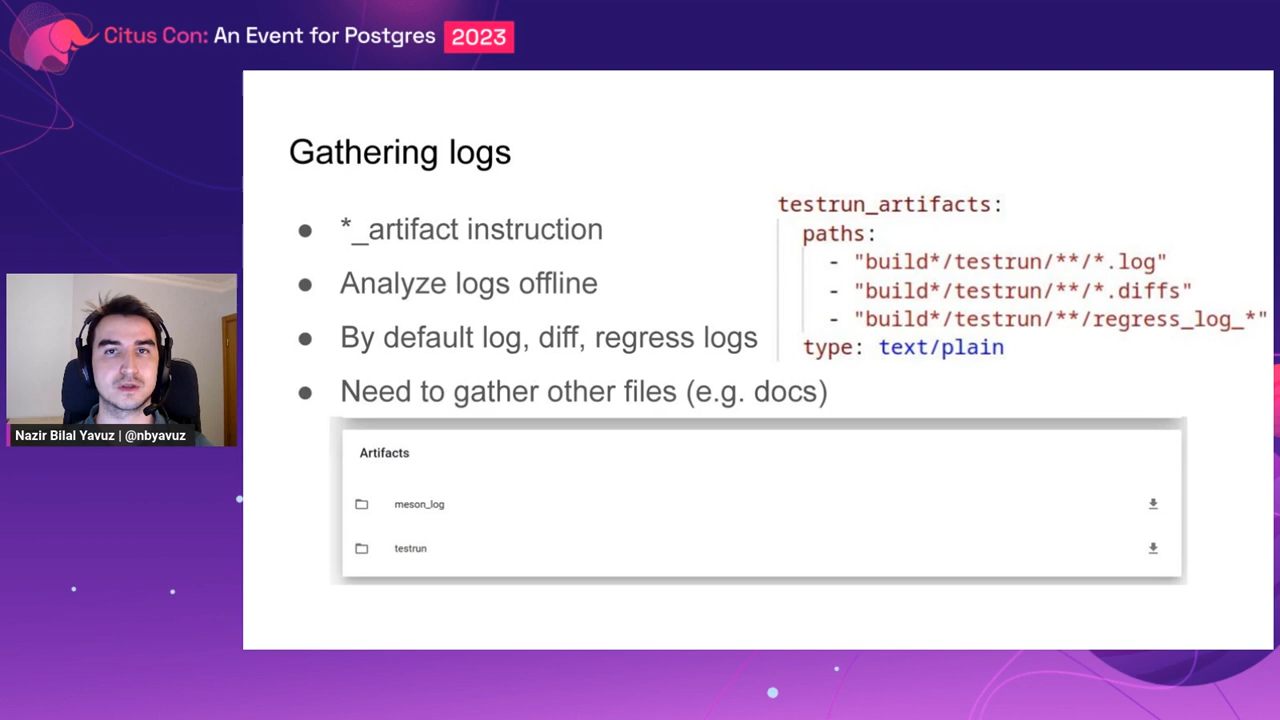 Citus Con: An Event for Postgres 2023
Gathering logs
● *_artifact instruction
● Analyze logs offline
● By default log, diff, regress logs
● Need to gather other files (e.g. docs)
testrun_artifacts:
paths:
- "build*/testrun/**/*.log"
- "build*/testrun/**/*.diffs"
- "build*/testrun/**/regress_log_*"
type: text/plain
Artifacts
meson_log
testrun
Nazir Bilal Yavuz | @nbyavuz